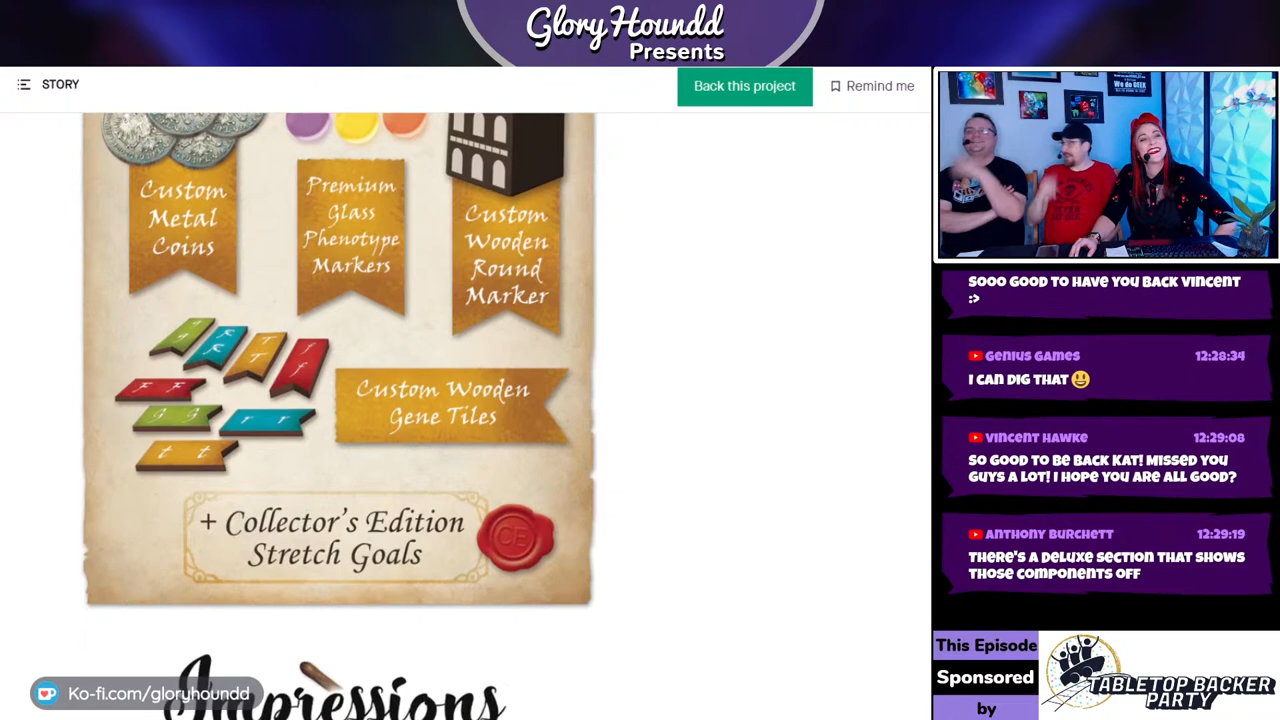 Glory Houndd
Presents
STORY
Back this project
Remind me
We do GEEK
Custom
Metal
Coins
Premium
Glass
Phenotype
Markers
Custom
Wooden
Round
Marker
Custom Wooden
Gene Tiles
F F
G G
r r
t t
+ Collector's Edition
Stretch Goals
CE
Impressions
Ko-fi.com/gloryhoundd
SOOO GOOD TO HAVE YOU BACK VINCENT
:>
GENIUS GAMES 12:28:34
I CAN DIG THAT 😃
VINCENT HAWKE 12:29:08
SO GOOD TO BE BACK KAT! MISSED YOU
GUYS A LOT! I HOPE YOU ARE ALL GOOD?
ANTHONY BURCHETT 12:29:19
THERE'S A DELUXE SECTION THAT SHOWS
THOSE COMPONENTS OFF
This Episode
Sponsored
by
TABLETOP BACKER
PARTY